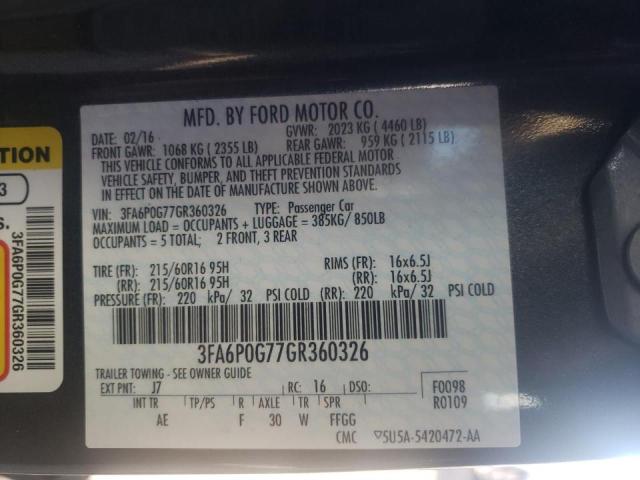 MFD. BY FORD MOTOR CO.
DATE: 02/16 GVWR: 2023 KG ( 4460 LB)
FRONT GAWR: 1068 KG ( 2355 LB) REAR GAWR: 959 KG ( 2115 LB)
THIS VEHICLE CONFORMS TO ALL APPLICABLE FEDERAL MOTOR
VEHICLE SAFETY, BUMPER, AND THEFT PREVENTION STANDARDS
IN EFFECT ON THE DATE OF MANUFACTURE SHOWN ABOVE.
VIN: 3FA6P0G77GR360326 TYPE: Passenger Car
MAXIMUM LOAD = OCCUPANTS + LUGGAGE = 385KG/ 850LB
OCCUPANTS = 5 TOTAL; 2 FRONT, 3 REAR
TIRE (FR): 215/60R16 95H RIMS (FR): 16x6.5J
(RR): 215/60R16 95H (RR): 16x6.5J
PRESSURE (FR): 220 kPa/ 32 PSI COLD (RR): 220 kPa/ 32 PSI COLD
3FA6P0G77GR360326
TRAILER TOWING - SEE OWNER GUIDE
EXT PNT: J7 RC: 16 DSO: F0098
INT TR TP/PS R AXLE TR SPR R0109
AE F 30 W FFGG
CMC 5U5A-5420472-AA
TION
3
S.
3FA6P0G77GR360326